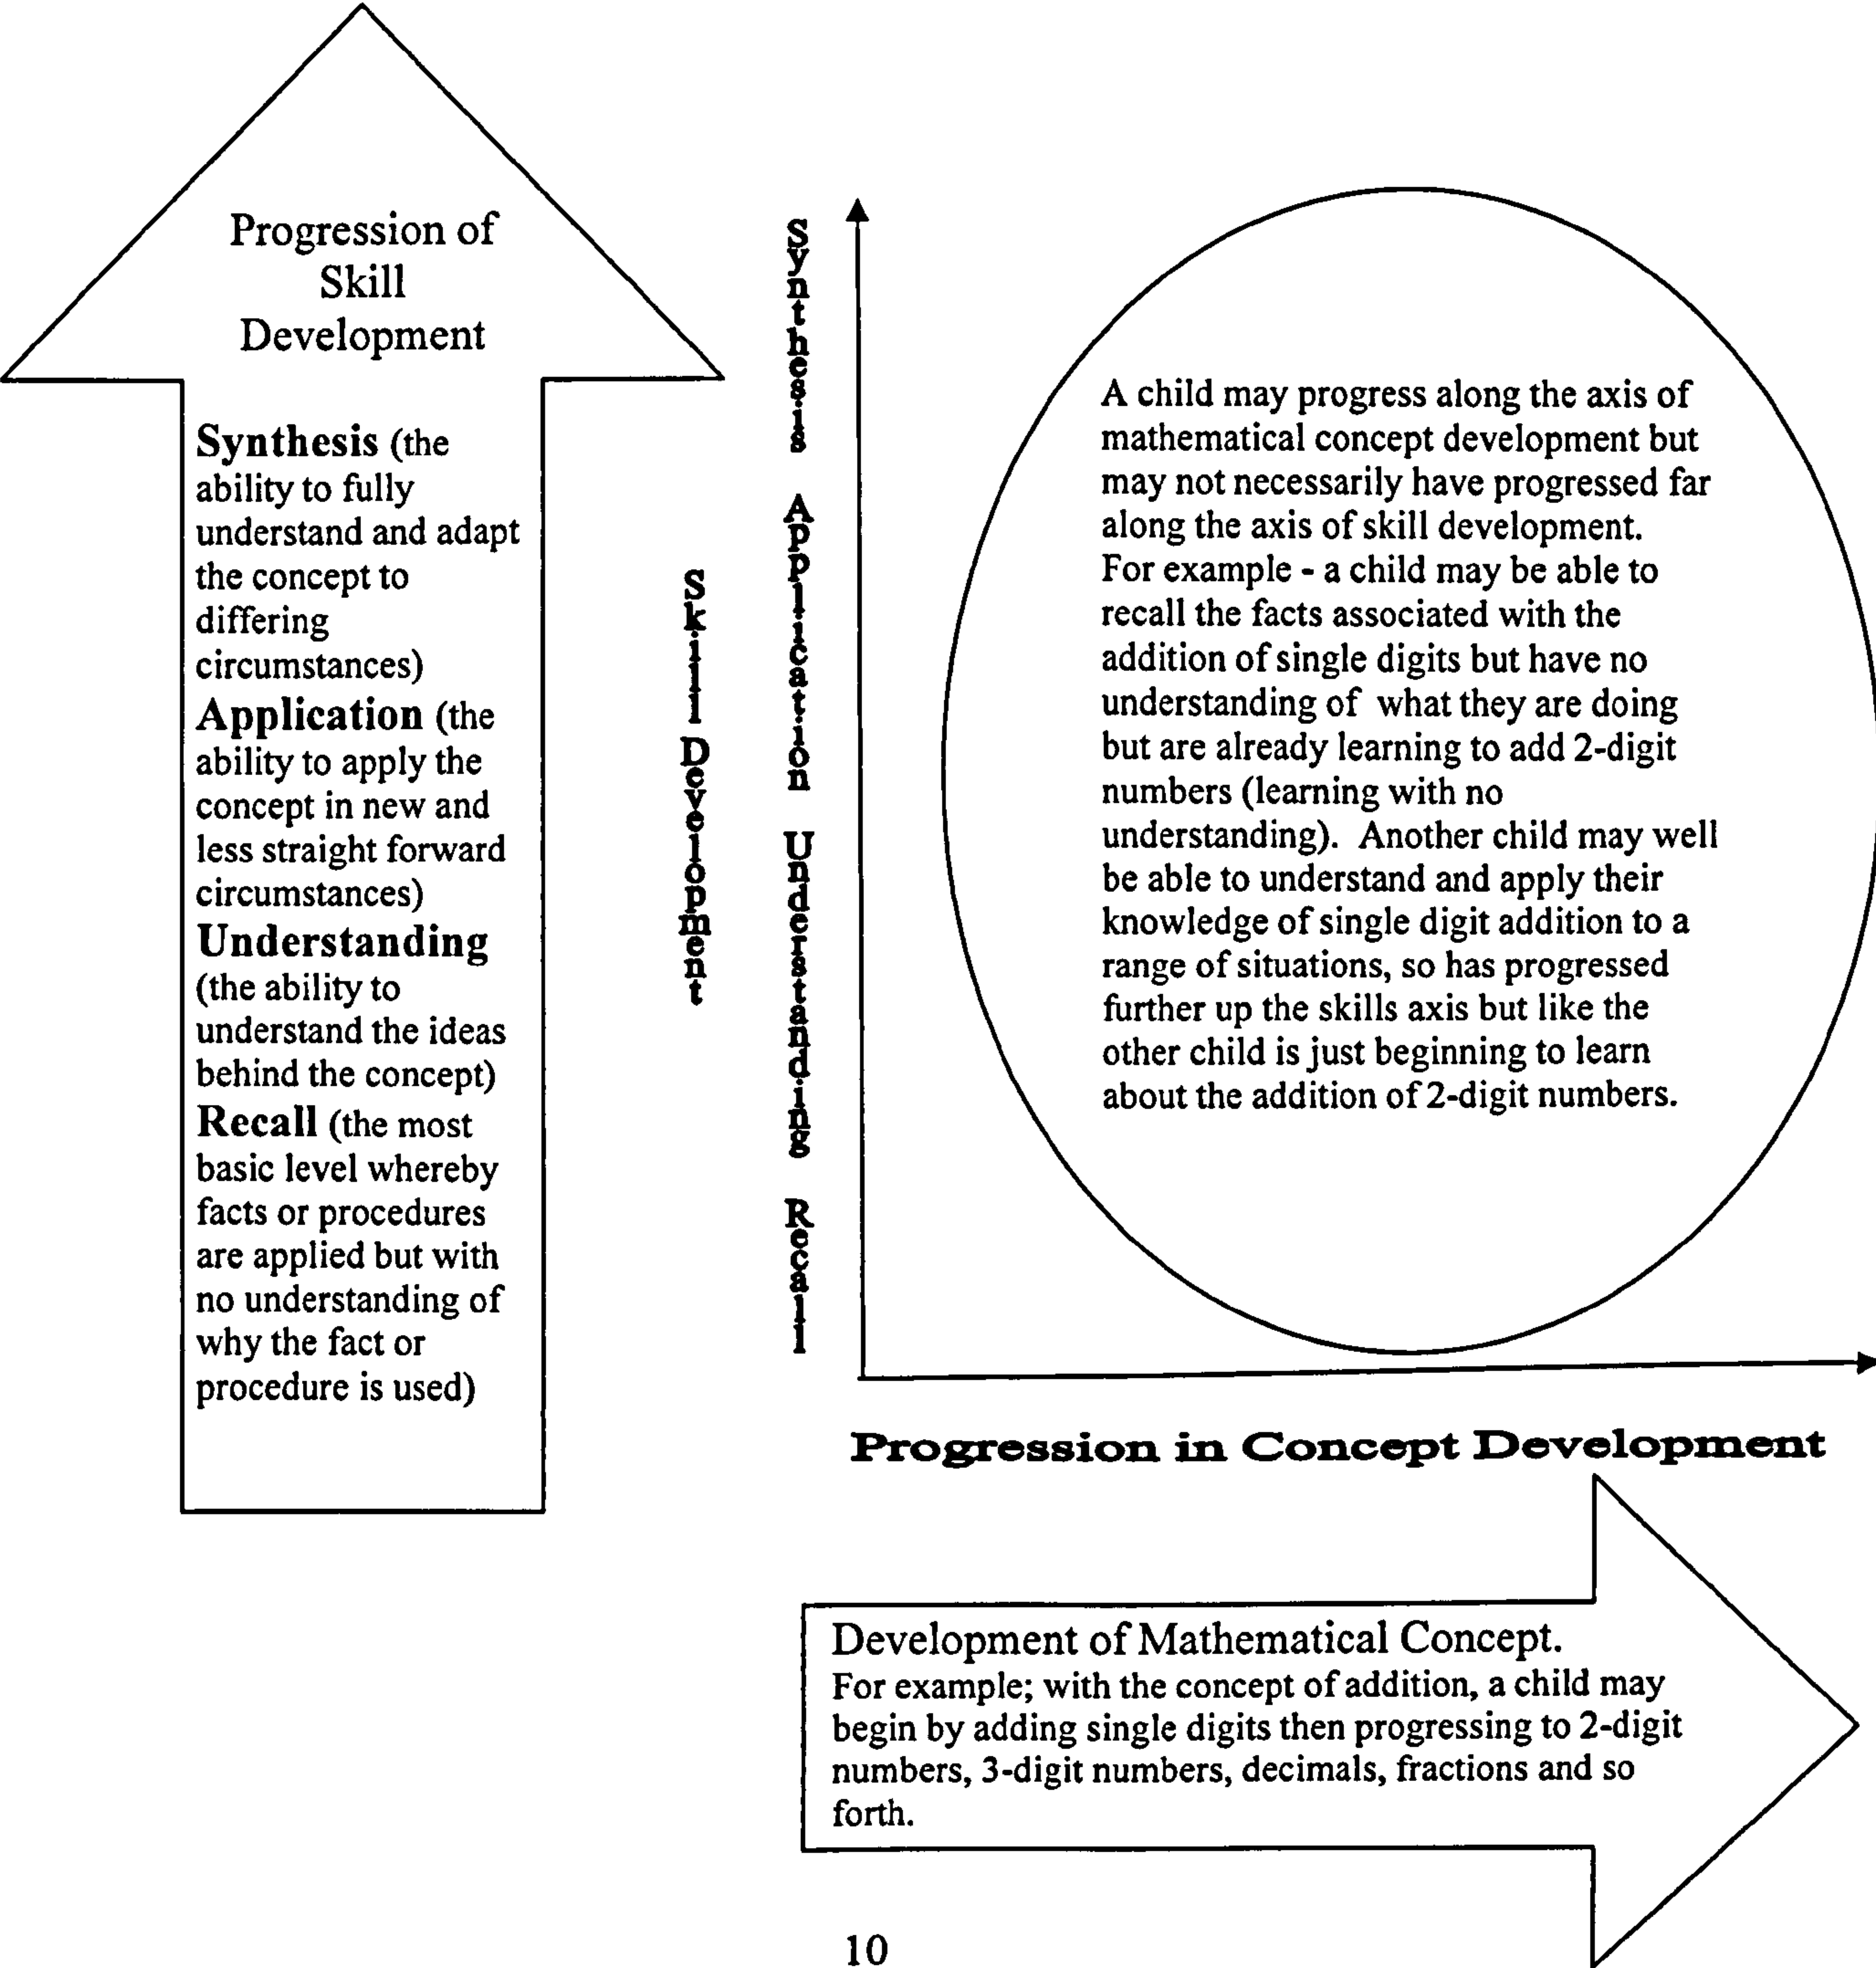 Progression of
Skill
Development
Synthesis (the
ability to fully
understand and adapt
the concept to
differing
circumstances)
Application (the
ability to apply the
concept in new and
less straight forward
circumstances)
Understanding
(the ability to
understand the ideas
behind the concept)
Recall (the most
basic level whereby
facts or procedures
are applied but with
no understanding of
why the fact or
procedure is used)
Skill Development
Synthesis Application Understanding Recall
A child may progress along the axis of
mathematical concept development but
may not necessarily have progressed far
along the axis of skill development.
For example - a child may be able to
recall the facts associated with the
addition of single digits but have no
understanding of what they are doing
but are already learning to add 2-digit
numbers (learning with no
understanding). Another child may well
be able to understand and apply their
knowledge of single digit addition to a
range of situations, so has progressed
further up the skills axis but like the
other child is just beginning to learn
about the addition of 2-digit numbers.
Progression in Concept Development
Development of Mathematical Concept.
For example; with the concept of addition, a child may
begin by adding single digits then progressing to 2-digit
numbers, 3-digit numbers, decimals, fractions and so
forth.
10